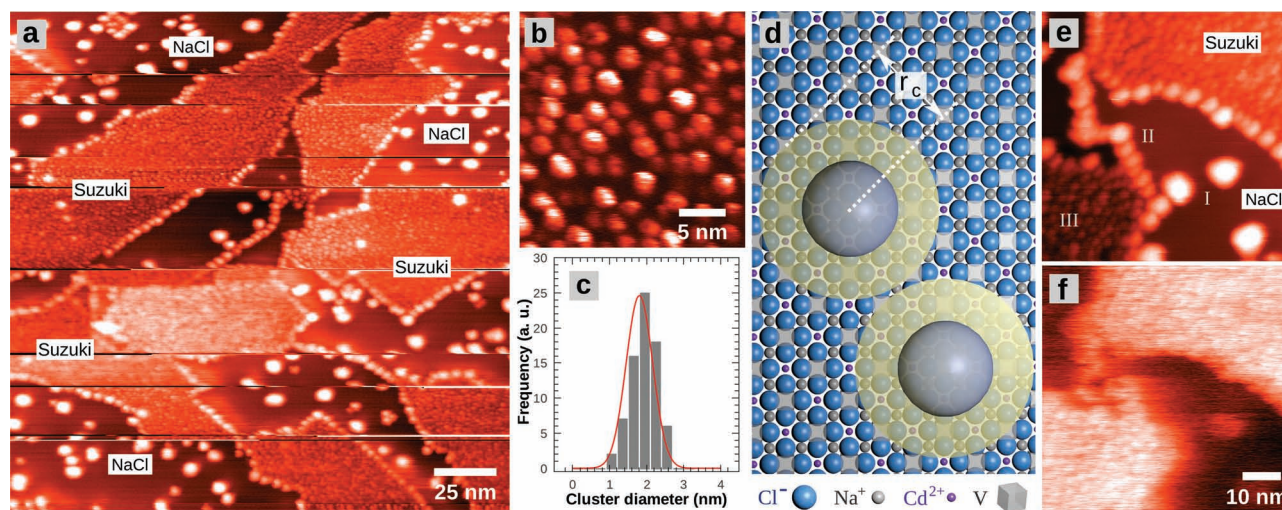 a
NaCl
NaCl
Suzuki
Suzuki
Suzuki
NaCl
25 nm
b
5 nm
c
Frequency (a. u.)
30
25
20
15
10
5
0
0 1 2 3 4
Cluster diameter (nm)
d
r c
Cl⁻ Na⁺ Cd²⁺ V
e
Suzuki
II
I
III
NaCl
f
10 nm